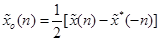 x̃ₒ(n) = 1/2[x̃(n) − x̃*(−n)]